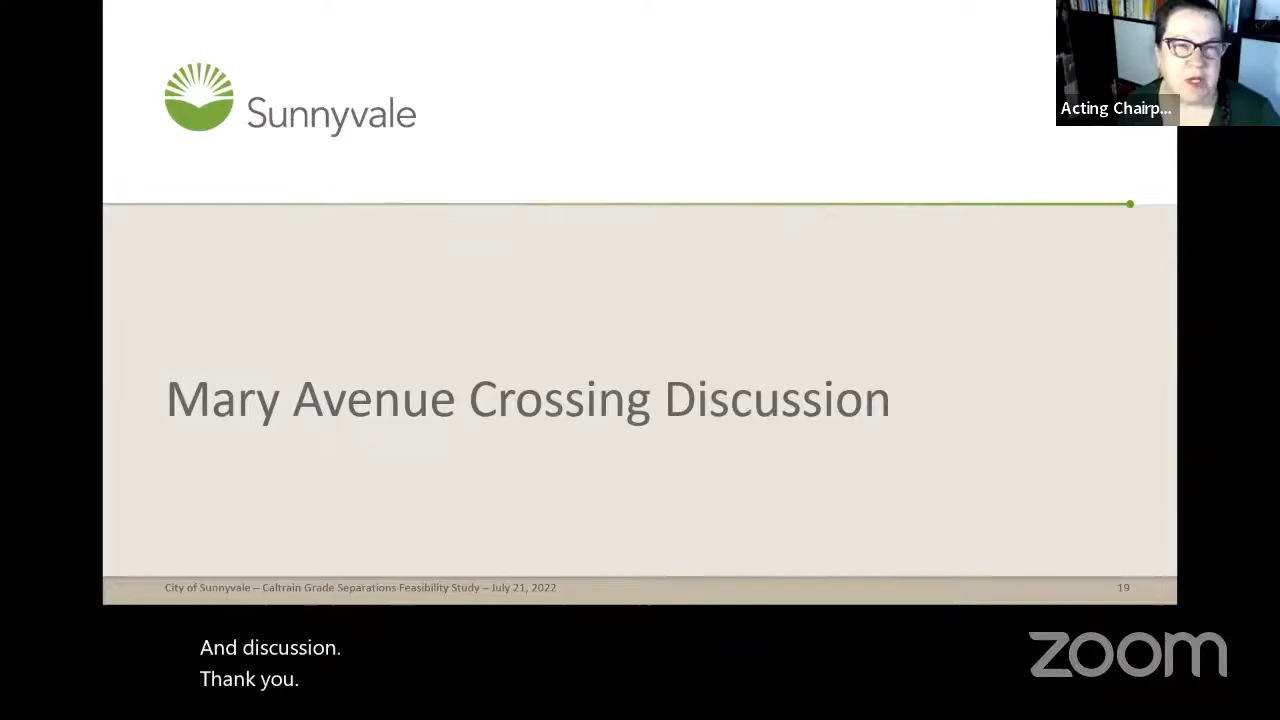 Sunnyvale
Acting Chairp...
Mary Avenue Crossing Discussion
City of Sunnyvale – Caltrain Grade Separations Feasibility Study – July 21, 2022
19
And discussion.
Thank you.
zoom